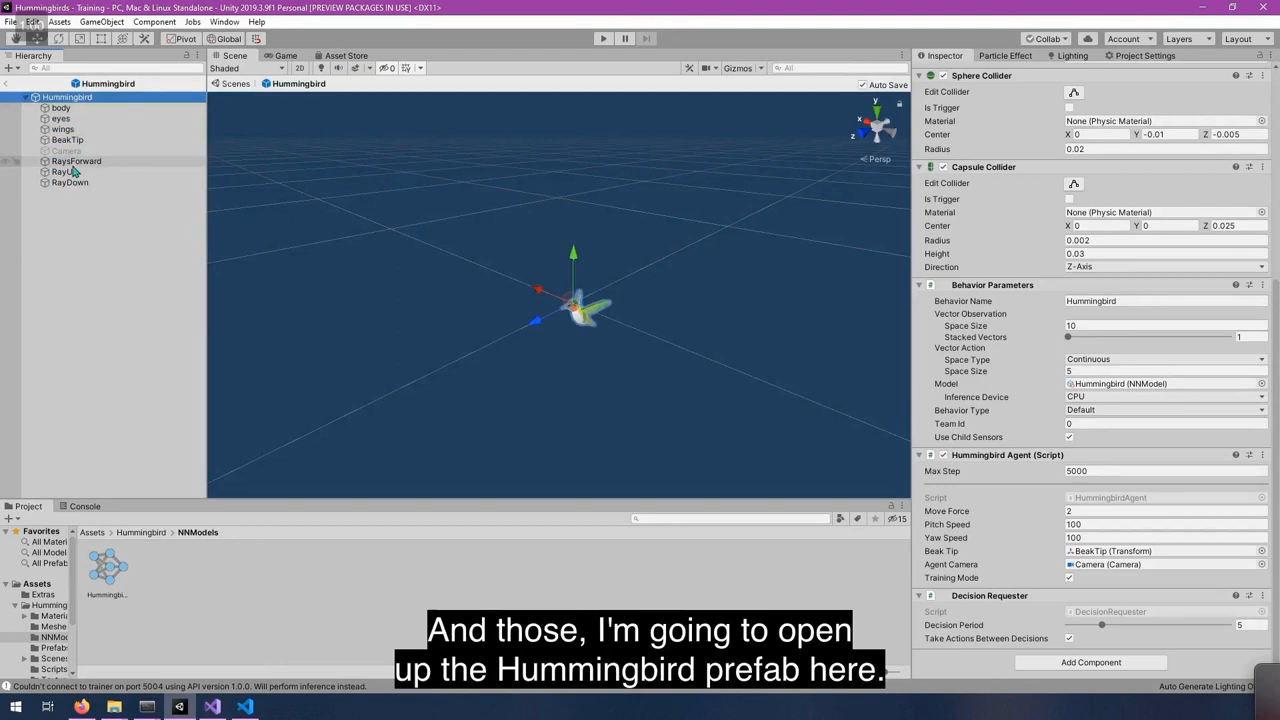 Hummingbirds - Training - PC, Mac & Linux Standalone - Unity 2019.3.9f1 Personal [PREVIEW PACKAGES IN USE] <DX11>
File Edit Assets GameObject Component Jobs Window Help
Pivot Global Collab Account Layers Layout
Hierarchy Scene Game Asset Store Inspector Particle Effect Lighting Project Settings
All Shaded 2D 0 Gizmos All
Hummingbird
Scenes Hummingbird Auto Save
Hummingbird
body
eyes
wings
BeakTip
Camera
RaysForward
RayU
RayDown
y
x
z
Persp
Sphere Collider
Edit Collider
Is Trigger
Material None (Physic Material)
Center X 0 Y -0.01 Z -0.005
Radius 0.02
Capsule Collider
Edit Collider
Is Trigger
Material None (Physic Material)
Center X 0 Y 0 Z 0.025
Radius 0.002
Height 0.03
Direction Z-Axis
Behavior Parameters
Behavior Name Hummingbird
Vector Observation
Space Size 10
Stacked Vectors 1
Vector Action
Space Type Continuous
Space Size 5
Model Hummingbird (NNModel)
Inference Device CPU
Behavior Type Default
Team Id 0
Use Child Sensors
Hummingbird Agent (Script)
Max Step 5000
Script HummingbirdAgent
Move Force 2
Pitch Speed 100
Yaw Speed 100
Beak Tip BeakTip (Transform)
Agent Camera Camera (Camera)
Training Mode
Decision Requester
Script DecisionRequester
Decision Period 5
Take Actions Between Decisions
Add Component
Project Console
15
Favorites
All Materi
All Model
All Prefab
Assets
Extras
Humming
Materi
Meshe
NNMo
Prefab
Scenes
Scripts
Assets Hummingbird NNModels
Hummingbi...
And those, I'm going to open
up the Hummingbird prefab here.
Couldn't connect to trainer on port 5004 using API version 1.0.0. Will perform inference instead.
Auto Generate Lighting O